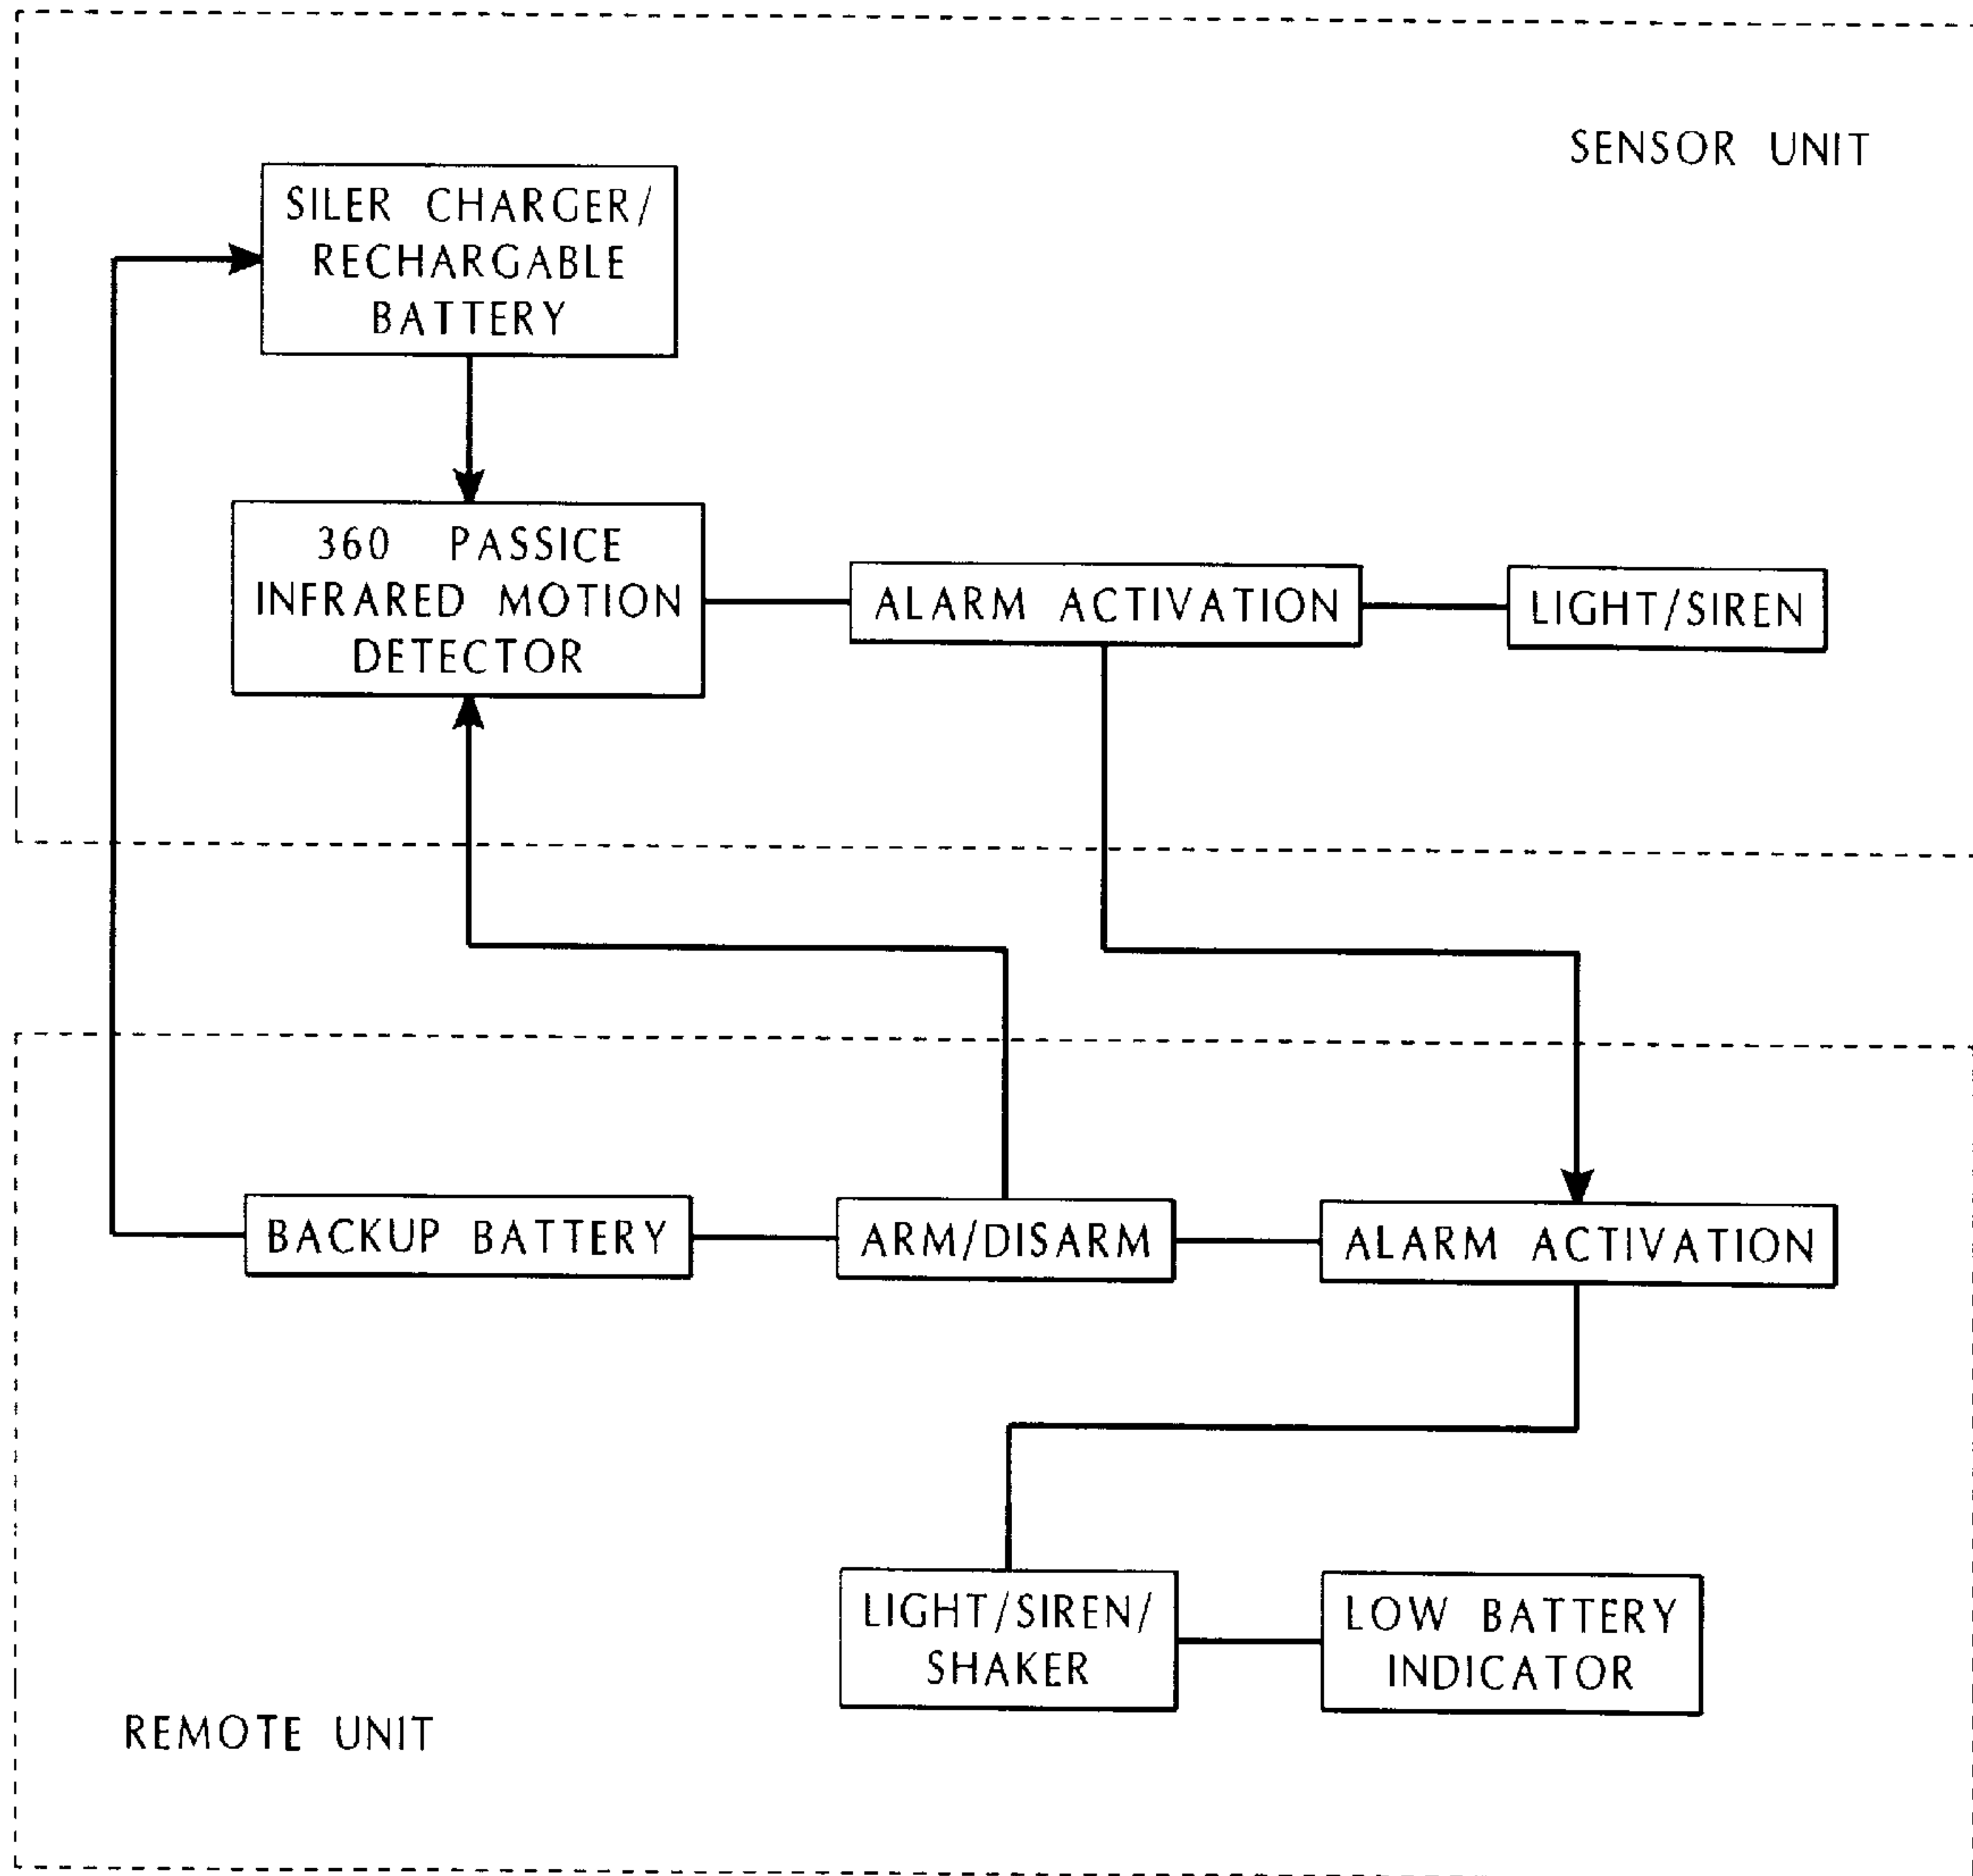 SENSOR UNIT
SILER CHARGER/
RECHARGABLE
BATTERY
360 PASSICE
INFRARED MOTION
DETECTOR
ALARM ACTIVATION
LIGHT/SIREN
BACKUP BATTERY
ARM/DISARM
ALARM ACTIVATION
LIGHT/SIREN/
SHAKER
LOW BATTERY
INDICATOR
REMOTE UNIT